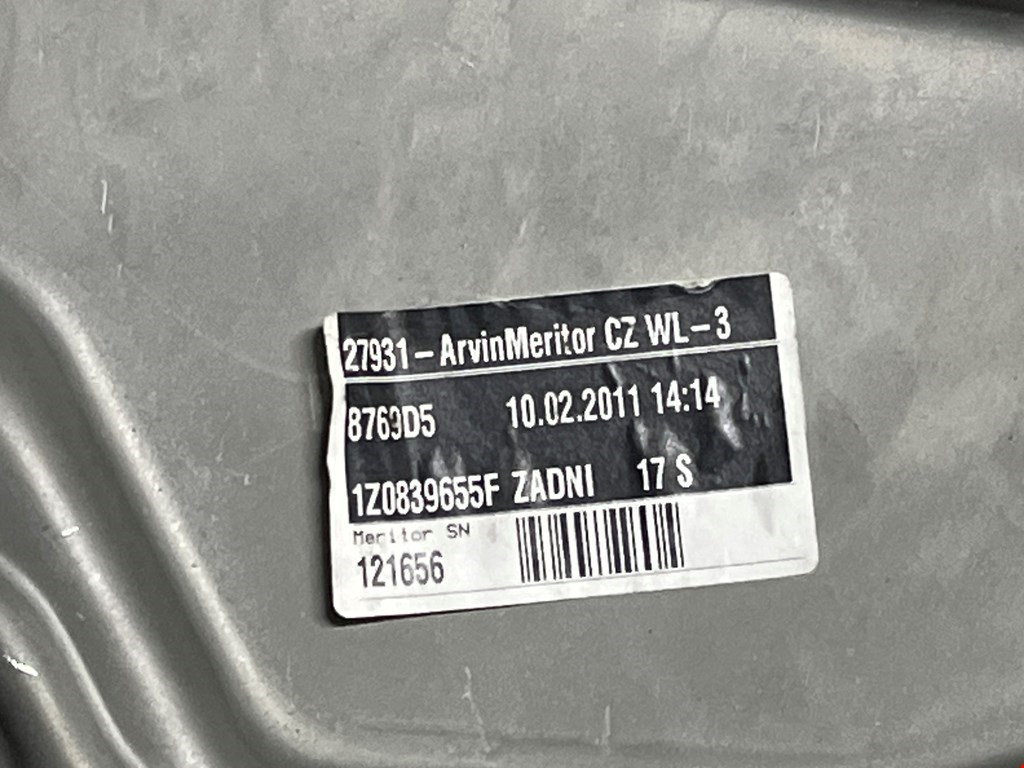 27931 - ArvinMeritor CZ WL - 3
8769D5 10.02.2011 14:14
1Z0839655F ZADNI 17 S
Meritor SN
121656